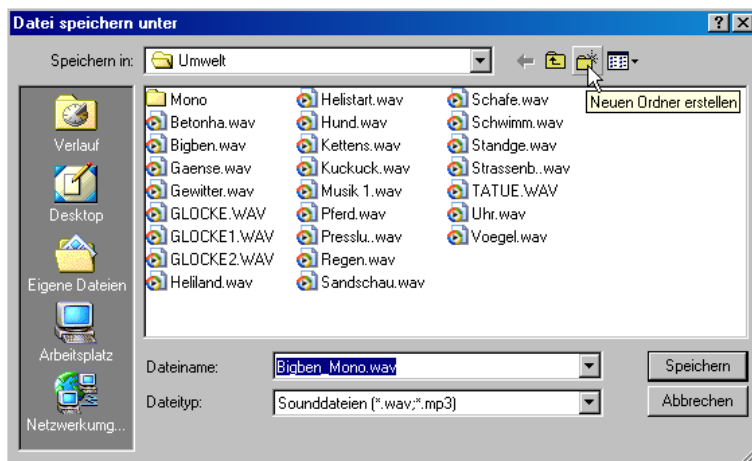 Datei speichern unter
Speichern in: Umwelt
Neuen Ordner erstellen
Verlauf
Desktop
Eigene Dateien
Arbeitsplatz
Netzwerkumg...
Mono
Betonha.wav
Bigben.wav
Gaense.wav
Gewitter.wav
GLOCKE.WAV
GLOCKE1.WAV
GLOCKE2.WAV
Heliland.wav
Helistart.wav
Hund.wav
Kettens.wav
Kuckuck.wav
Musik 1.wav
Pferd.wav
Presslu..wav
Regen.wav
Sandschau.wav
Schafe.wav
Schwimm.wav
Standge.wav
Strassenb..wav
TATUE.WAV
Uhr.wav
Voegel.wav
Dateiname: Bigben_Mono.wav Speichern
Dateityp: Sounddateien (*.wav;*.mp3) Abbrechen